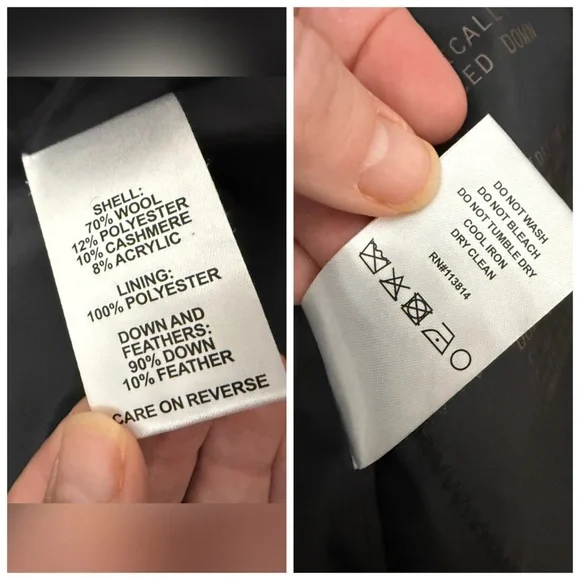 SHELL:
70% WOOL
12% POLYESTER
10% CASHMERE
8% ACRYLIC
LINING:
100% POLYESTER
DOWN AND
FEATHERS:
90% DOWN
10% FEATHER
CARE ON REVERSE
DO NOT WASH
DO NOT BLEACH
DO NOT TUMBLE DRY
COOL IRON
DRY CLEAN
RN#113814
DOWN